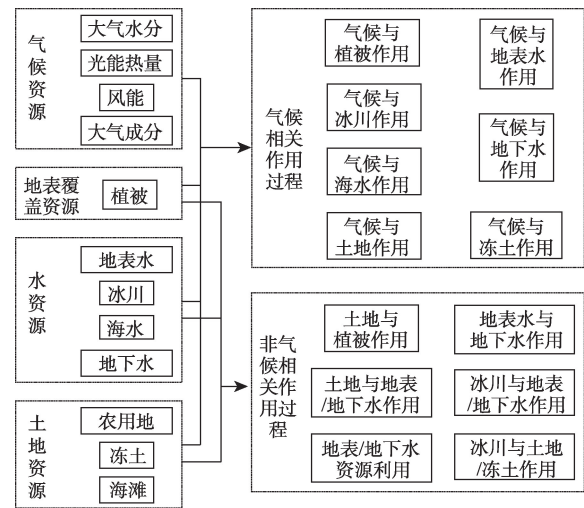 气候资源
大气水分
光能热量
风能
大气成分
地表覆
盖资源
植被
水资源
地表水
冰川
海水
地下水
土地资源
农用地
冻土
海滩
气候
相关
作用
过程
气候与
植被作用
气候与
地表水
作用
气候与
冰川作用
气候与
地下水
作用
气候与
海水作用
气候与
土地作用
气候与
冻土作用
非气
候相
关作
用过
程
土地与
植被作用
地表水与
地下水作用
土地与地表
/地下水作用
冰川与地表
/地下水作用
地表/地下水
资源利用
冰川与土地
/冻土作用